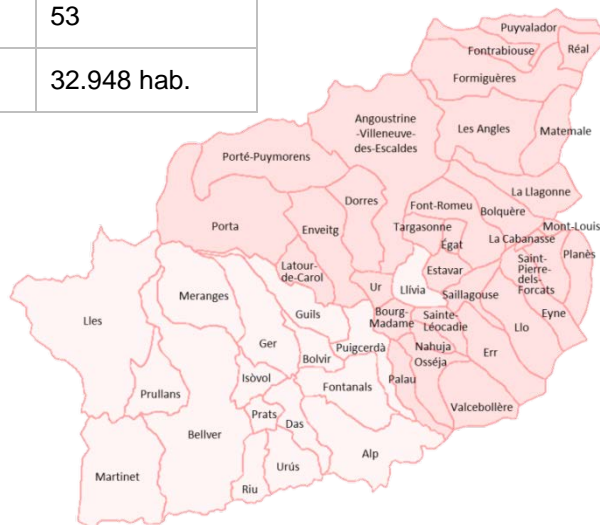 53
32.948 hab.
Puyvalador
Fontrabiouse
Réal
Formiguères
Angoustrine
-Villeneuve-
des-Escaldes
Les Angles
Matemale
Porté-Puymorens
La Llagonne
Dorres
Font-Romeu
Bolquère
Porta
Enveitg
Targasonne
Mont-Louis
La Cabanasse
Égat
Planès
Saint-
Pierre-
dels-
Forcats
Latour-
de-Carol
Estavar
Ur
Llívia
Saillagouse
Meranges
Guils
Bourg-
Madame
Sainte-
Léocadie
Eyne
Lles
Llo
Ger
Puigcerdà
Nahuja
Err
Bolvir
Osséja
Isòvol
Fontanals
Palau
Prullans
Valcebollère
Prats
Das
Bellver
Alp
Urús
Martinet
Riu